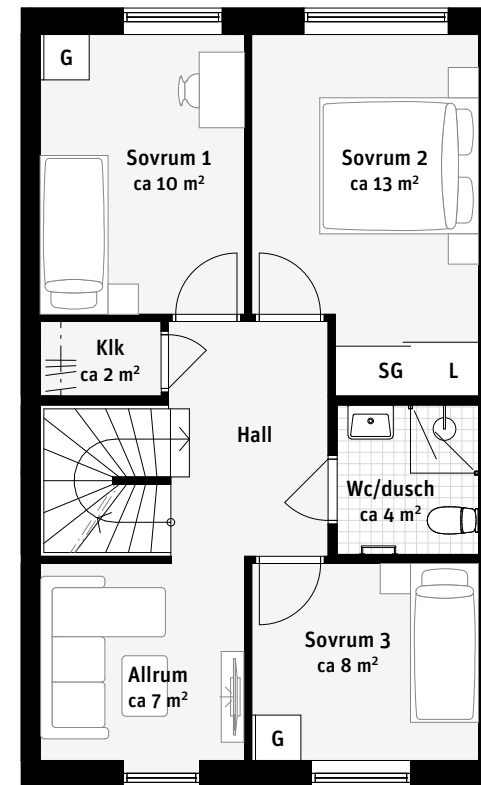 G
Sovrum 1
ca 10 m²
Sovrum 2
ca 13 m²
Klk
ca 2 m²
SG
L
Hall
Wc/dusch
ca 4 m²
Allrum
ca 7 m²
Sovrum 3
ca 8 m²
G